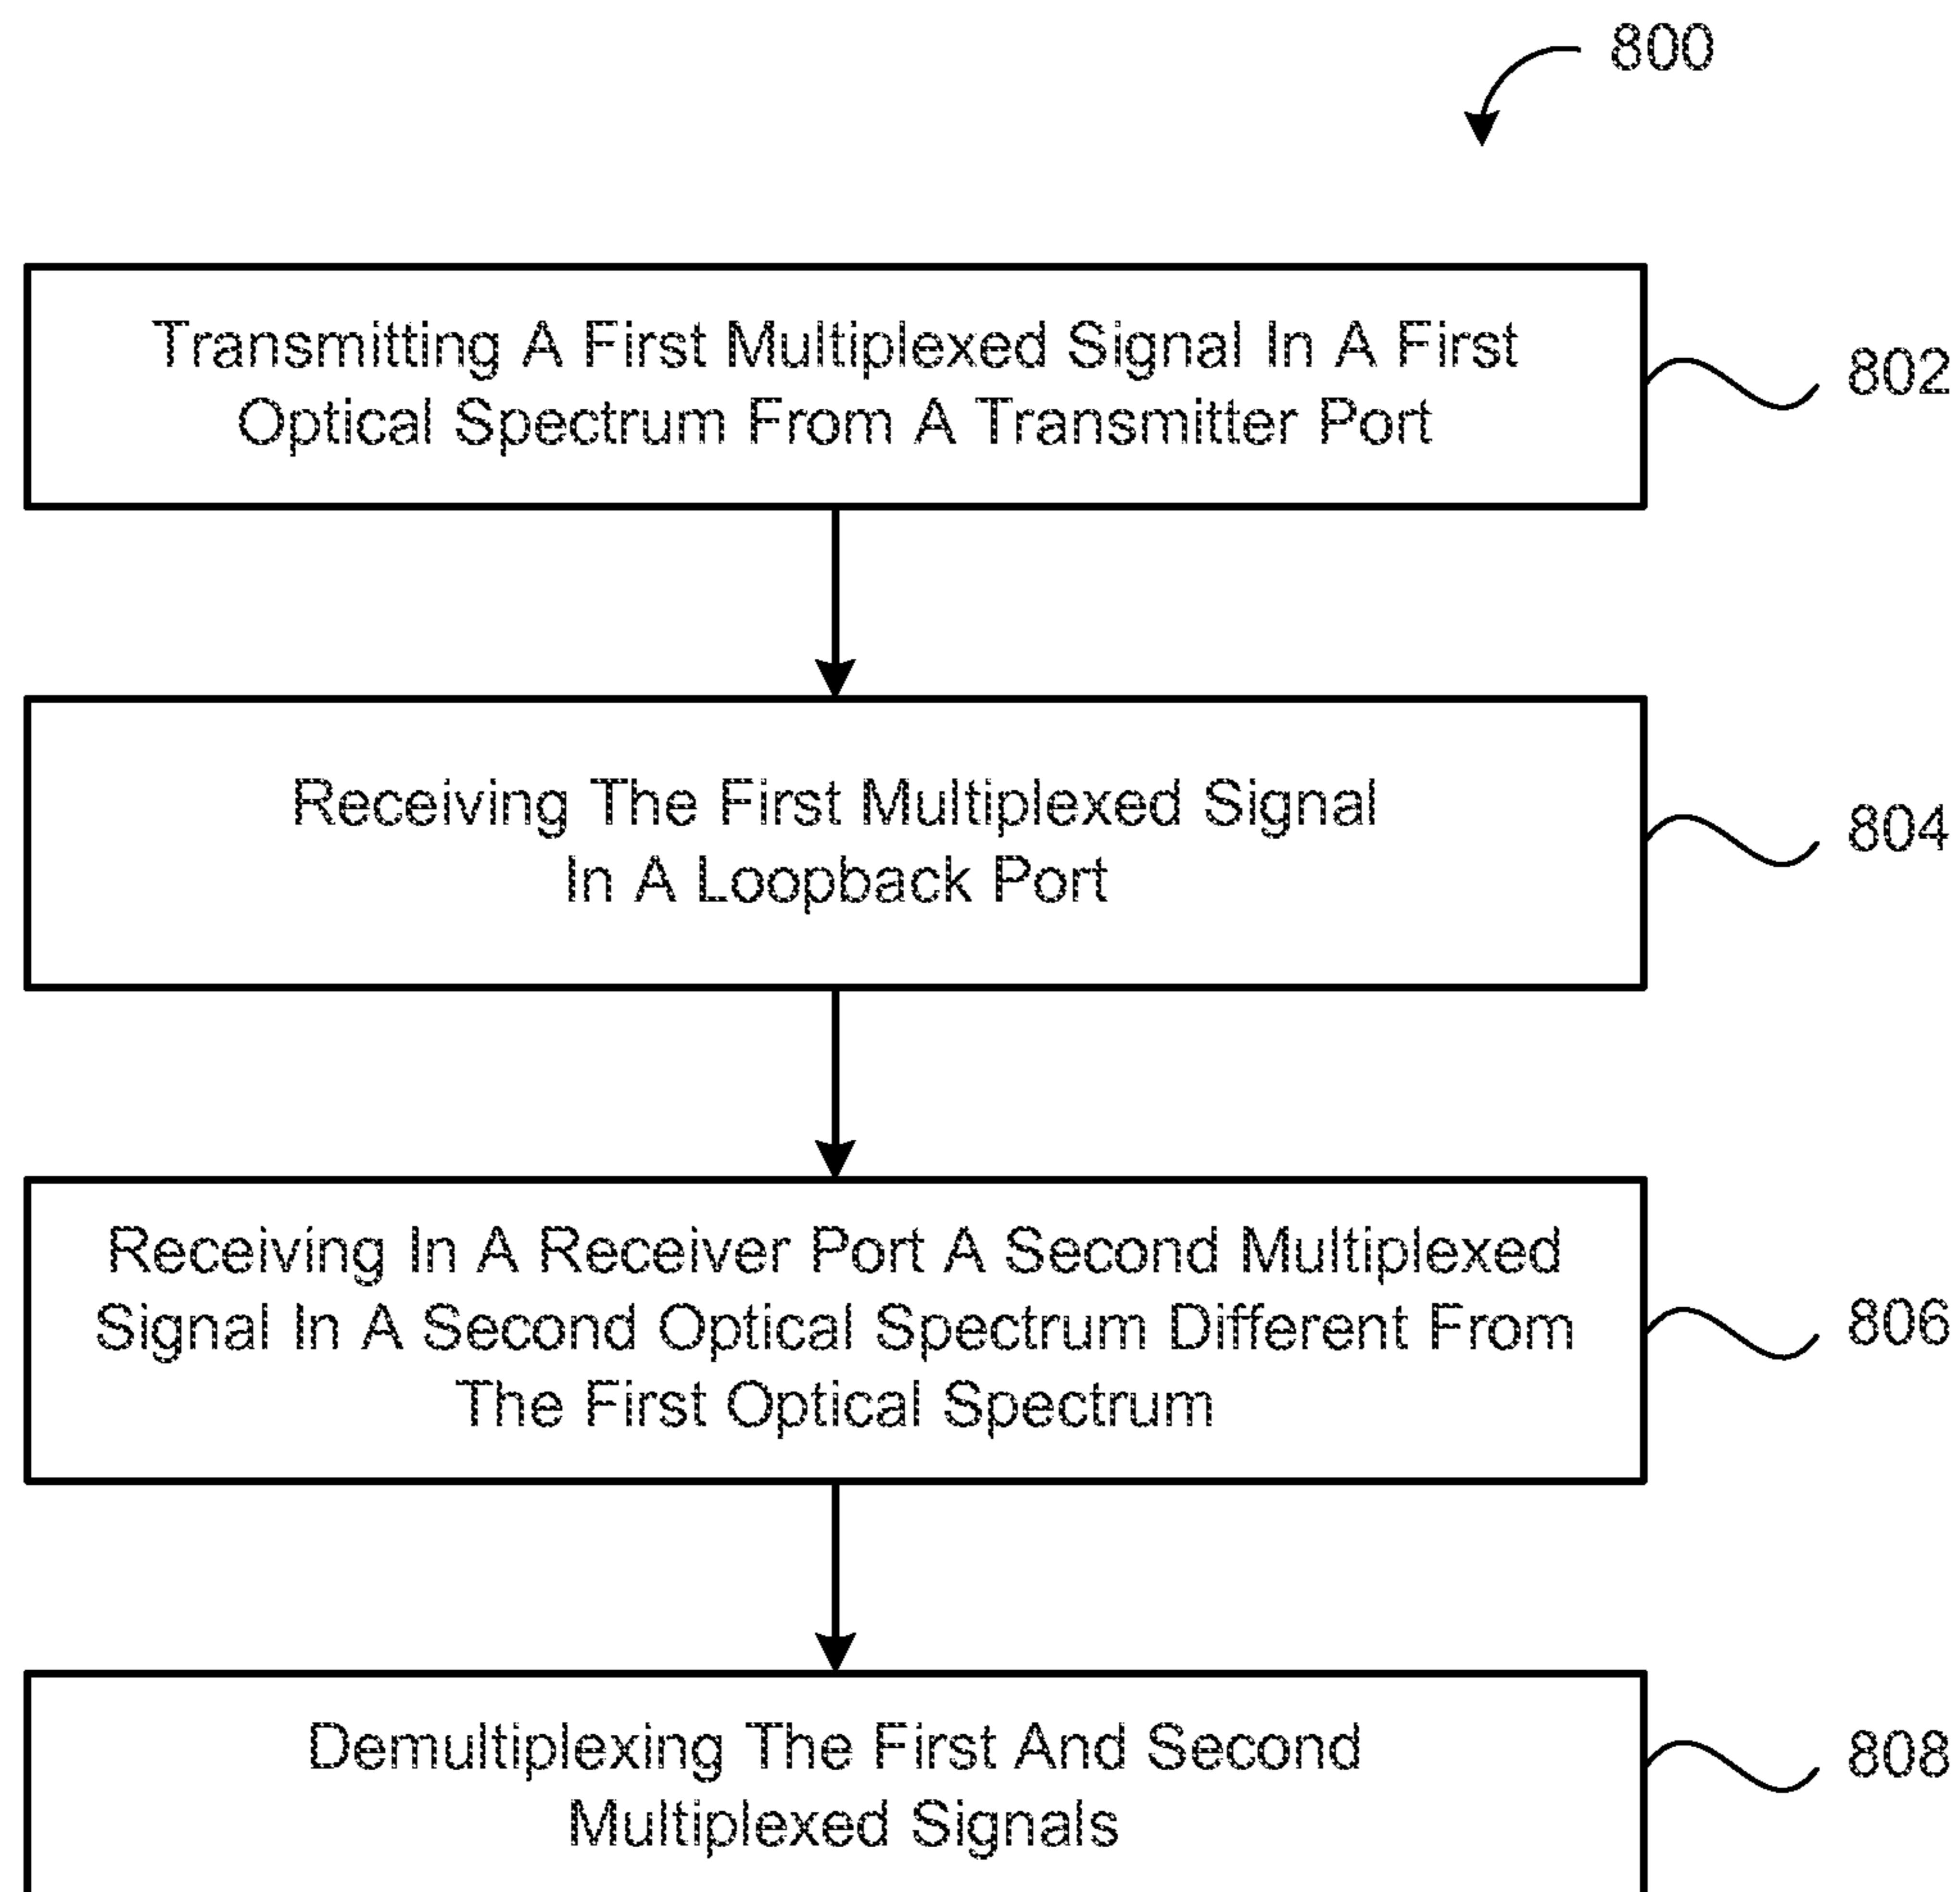 800
Transmitting A First Multiplexed Signal In A First
Optical Spectrum From A Transmitter Port
802
Receiving The First Multiplexed Signal
In A Loopback Port
804
Receiving In A Receiver Port A Second Multiplexed
Signal In A Second Optical Spectrum Different From
The First Optical Spectrum
806
Demultiplexing The First And Second
Multiplexed Signals
808